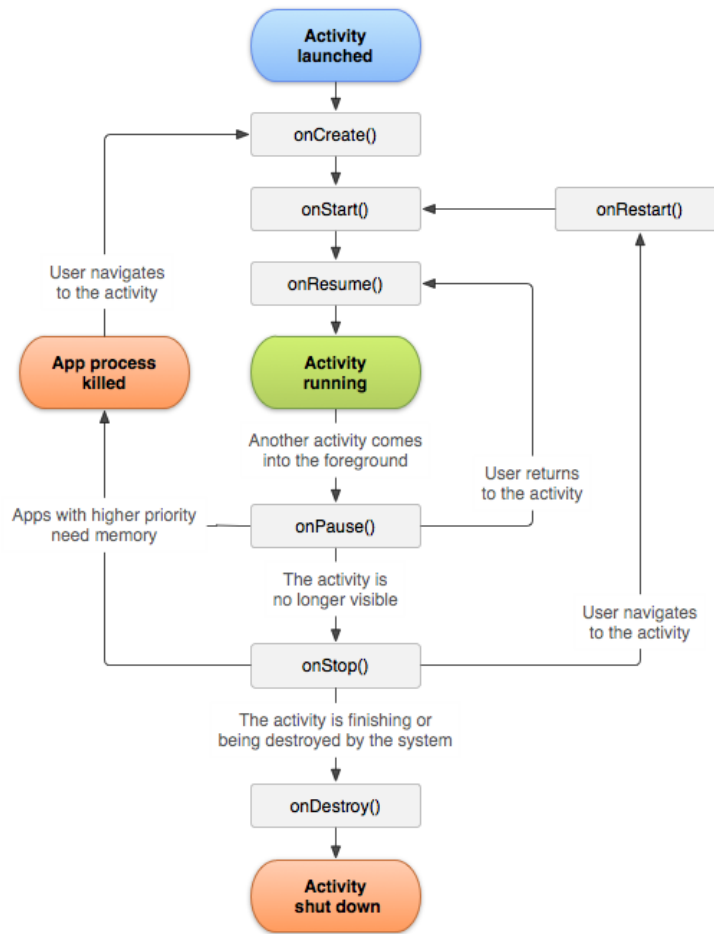 Activity
launched
onCreate()
onStart()
onRestart()
User navigates
to the activity
onResume()
App process
killed
Activity
running
Another activity comes
into the foreground
User returns
to the activity
Apps with higher priority
need memory
onPause()
The activity is
no longer visible
User navigates
to the activity
onStop()
The activity is finishing or
being destroyed by the system
onDestroy()
Activity
shut down